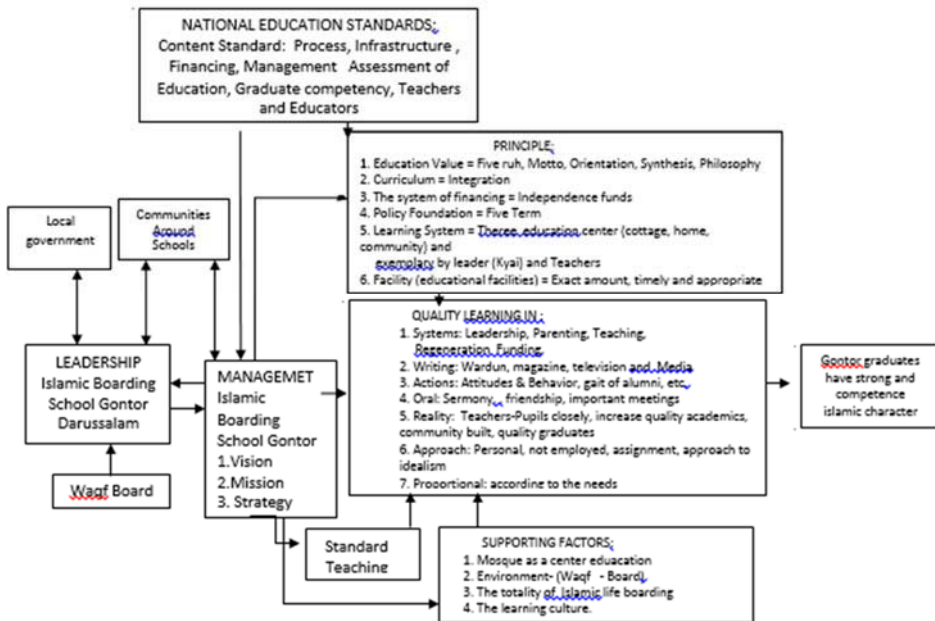 NATIONAL EDUCATION STANDARDS;
Content Standard: Process, Infrastructure ,
Financing, Management Assessment of
Education, Graduate competency, Teachers
and Educators
PRINCIPLE;
1. Education Value = Five ruh, Motto, Orientation, Synthesis, Philosophy
2. Curriculum = Integration
3. The system of financing = Independence funds
4. Policy Foundation = Five Term
5. Learning System = Theree education center (cottage, home,
community) and
exemplary by leader (Kyai) and Teachers
6. Facility (educational facilities) = Exact amount, timely and appropriate
Local
government
Communities
Around
Schools
LEADERSHIP
Islamic Boarding
School Gontor
Darussalam
Waqf Board
MANAGEMET
Islamic
Boarding
School Gontor
1.Vision
2.Mission
3. Strategy
QUALITY LEARNING IN ;
1. Systems: Leadership, Parenting, Teaching,
Regeneration, Funding,
2. Writing: Wardun, magazine, television and Media
3. Actions: Attitudes & Behavior, gait of alumni, etc,
4. Oral: Sermony, friendship, important meetings
5. Reality: Teachers-Pupils closely, increase quality academics,
community built, quality graduates
6. Approach: Personal, not employed, assignment, approach to
idealism
7. Proportional: according to the needs
Gontor graduates
have strong and
competence
islamic character
Standard
Teaching
SUPPORTING FACTORS;
1. Mosque as a center eduacation
2. Environment- (Waqf - Board)
3. The totality of Islamic life boarding
4. The learning culture.